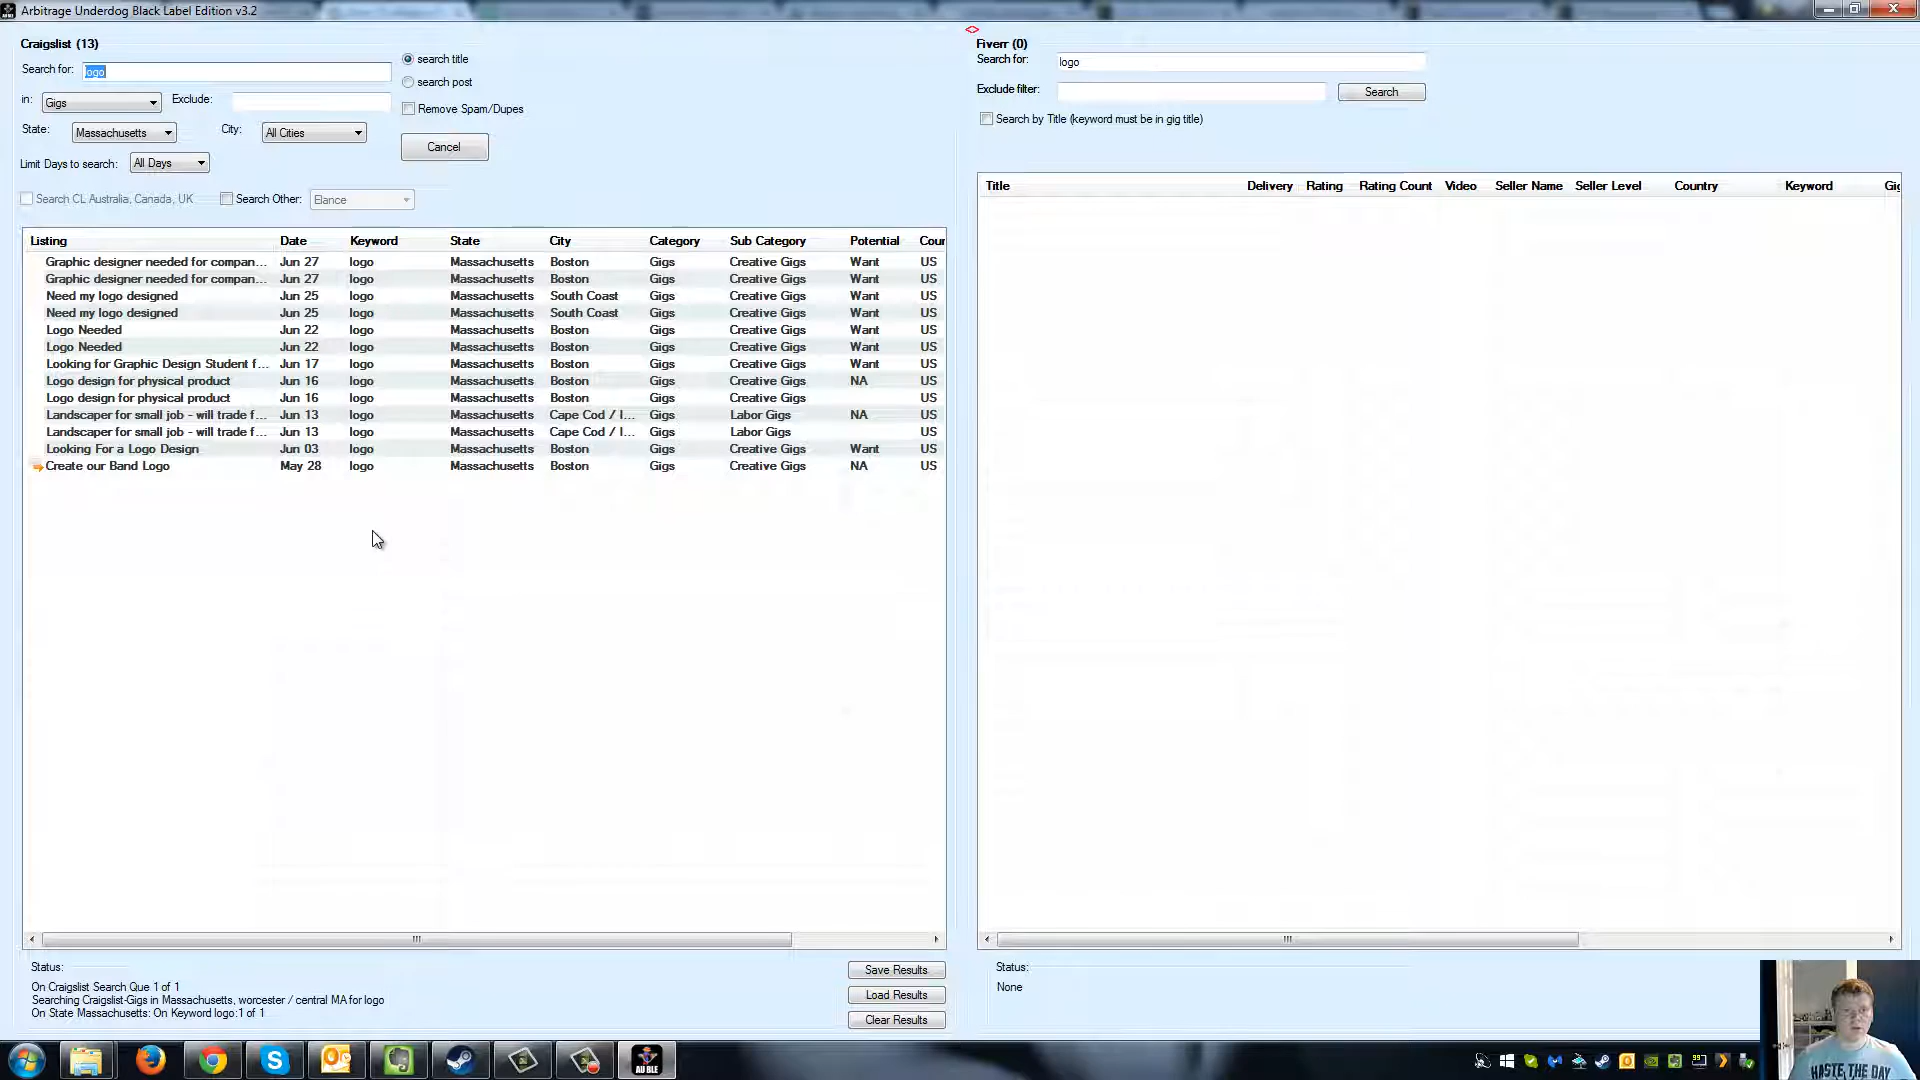 Arbitrage Underdog Black Label Edition v3.2
Craigslist (13)
Search for: logo
search title
search post
in: Gigs
Exclude:
Remove Spam/Dupes
State: Massachusetts
City: All Cities
Cancel
Limit Days to search: All Days
Search CL Australia, Canada, UK
Search Other: Elance
Listing Date Keyword State City Category Sub Category Potential Cour
Graphic designer needed for compan... Jun 27 logo Massachusetts Boston Gigs Creative Gigs Want US
Graphic designer needed for compan... Jun 27 logo Massachusetts Boston Gigs Creative Gigs Want US
Need my logo designed Jun 25 logo Massachusetts South Coast Gigs Creative Gigs Want US
Need my logo designed Jun 25 logo Massachusetts South Coast Gigs Creative Gigs Want US
Logo Needed Jun 22 logo Massachusetts Boston Gigs Creative Gigs Want US
Logo Needed Jun 22 logo Massachusetts Boston Gigs Creative Gigs Want US
Looking for Graphic Design Student f... Jun 17 logo Massachusetts Boston Gigs Creative Gigs Want US
Logo design for physical product Jun 16 logo Massachusetts Boston Gigs Creative Gigs NA US
Logo design for physical product Jun 16 logo Massachusetts Boston Gigs Creative Gigs US
Landscaper for small job - will trade f... Jun 13 logo Massachusetts Cape Cod / I... Gigs Labor Gigs NA US
Landscaper for small job - will trade f... Jun 13 logo Massachusetts Cape Cod / I... Gigs Labor Gigs US
Looking For a Logo Design Jun 03 logo Massachusetts Boston Gigs Creative Gigs Want US
Create our Band Logo May 28 logo Massachusetts Boston Gigs Creative Gigs NA US
Status:
On Craigslist Search Que 1 of 1
Searching Craigslist-Gigs in Massachusetts, worcester / central MA for logo
On State Massachusetts: On Keyword logo:1 of 1
Save Results
Load Results
Clear Results
<>
Fiverr (0)
Search for: logo
Exclude filter:
Search
Search by Title (keyword must be in gig title)
Title Delivery Rating Rating Count Video Seller Name Seller Level Country Keyword Gig
Status:
None
AU BLE
HASTE THE DAY